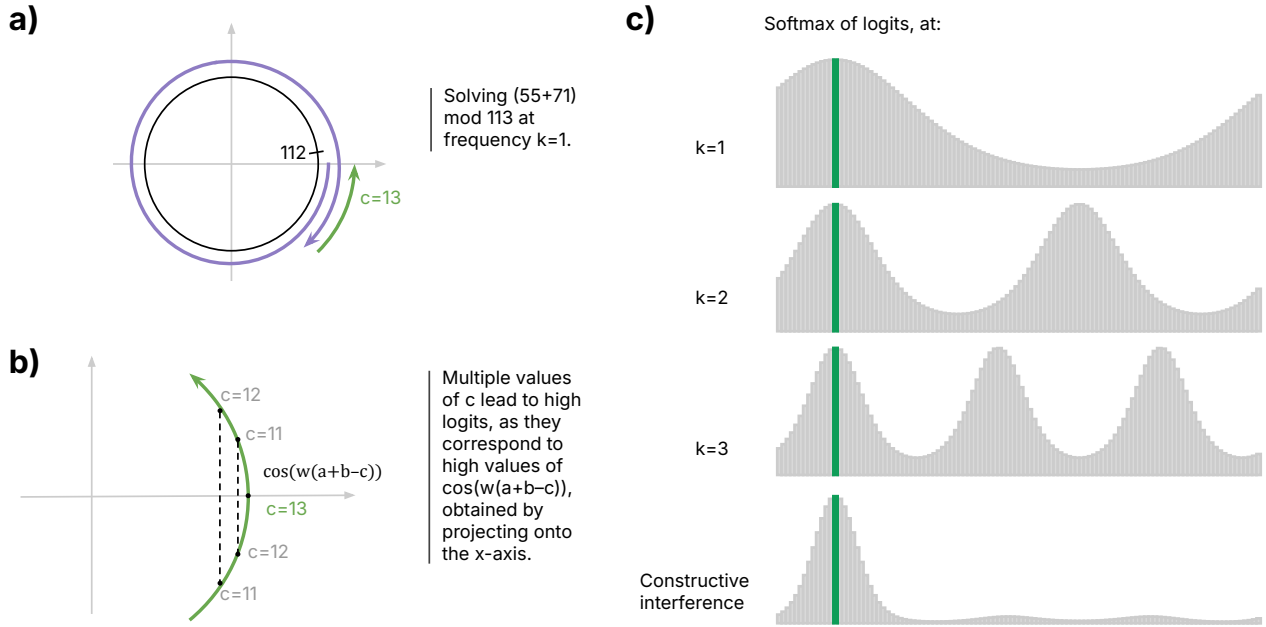 a)
112
c=13
Solving (55+71)
mod 113 at
frequency k=1.
b)
c=12
c=11
cos(w(a+b−c))
c=13
c=12
c=11
Multiple values
of c lead to high
logits, as they
correspond to
high values of
cos(w(a+b–c)),
obtained by
projecting onto
the x-axis.
c)
Softmax of logits, at:
k=1
k=2
k=3
Constructive
interference